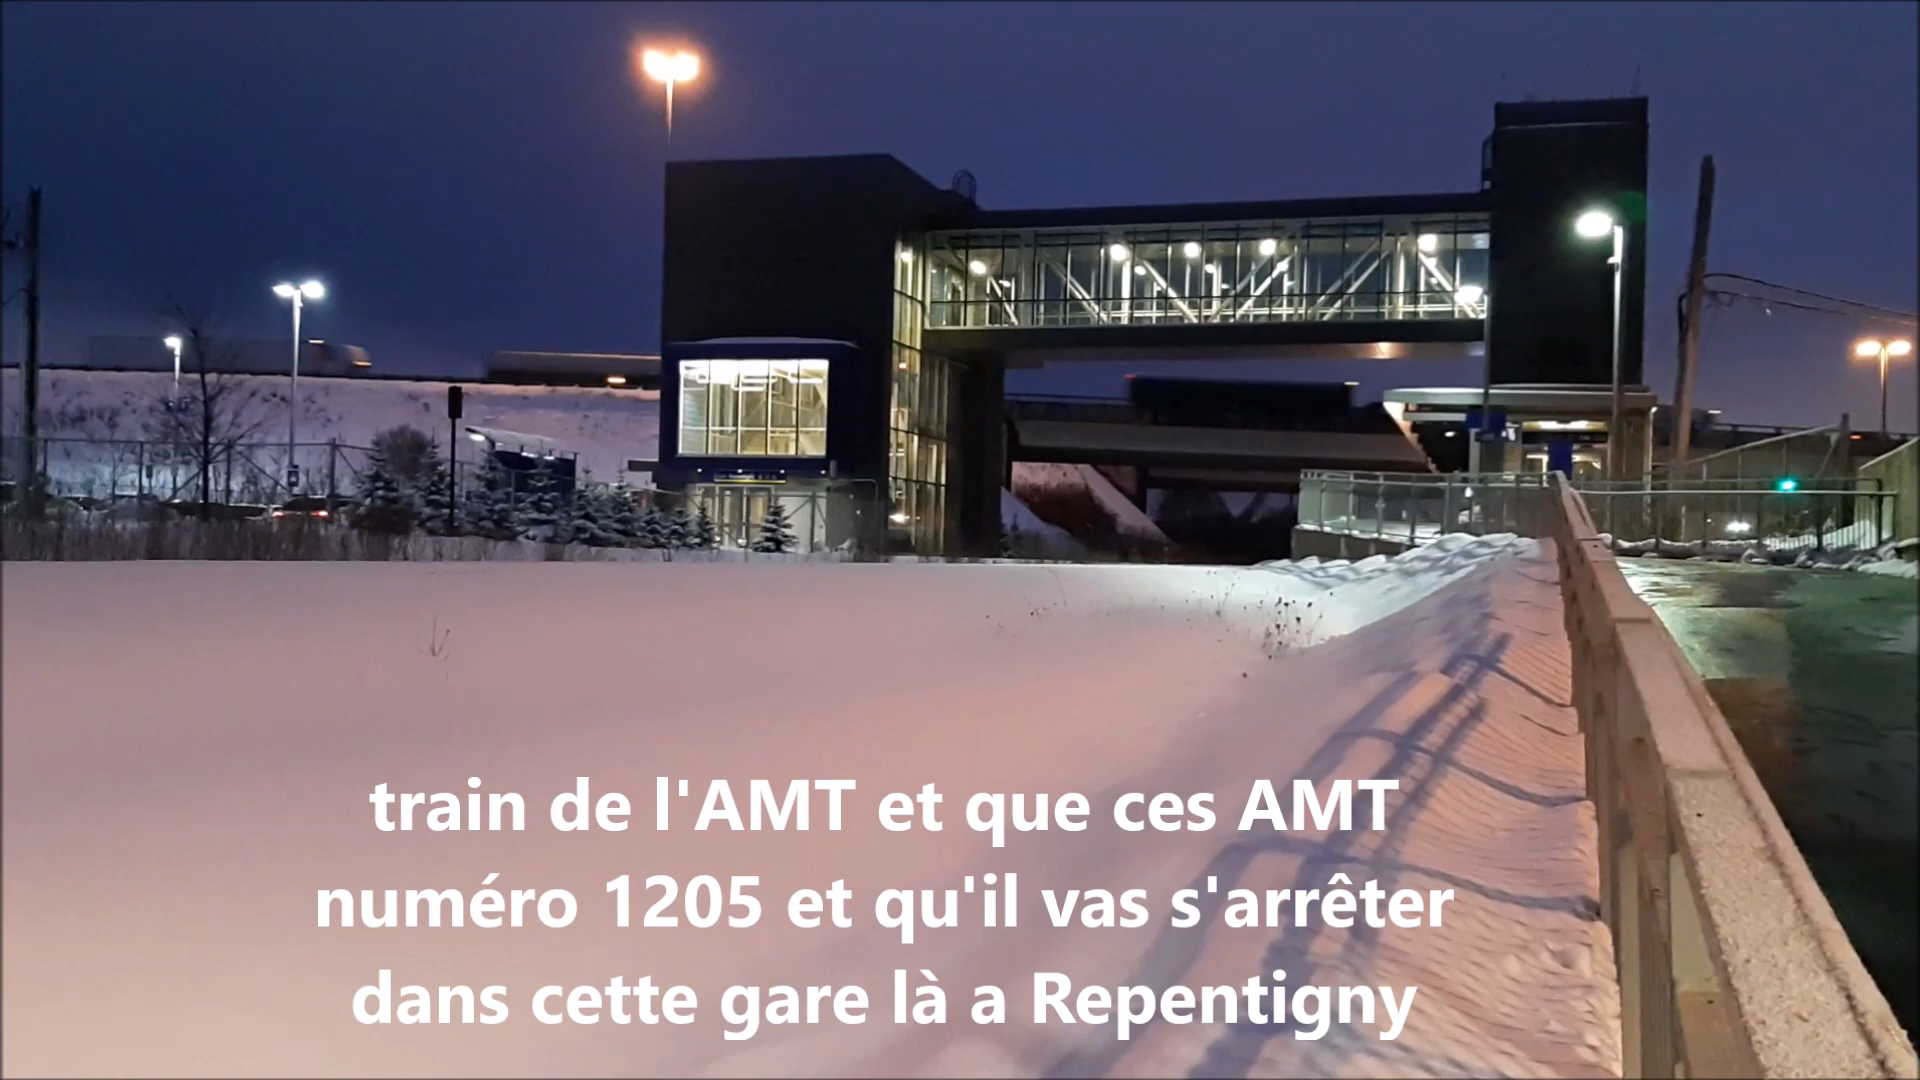 train de l'AMT et que ces AMT
numéro 1205 et qu'il vas s'arrêter
dans cette gare là a Repentigny